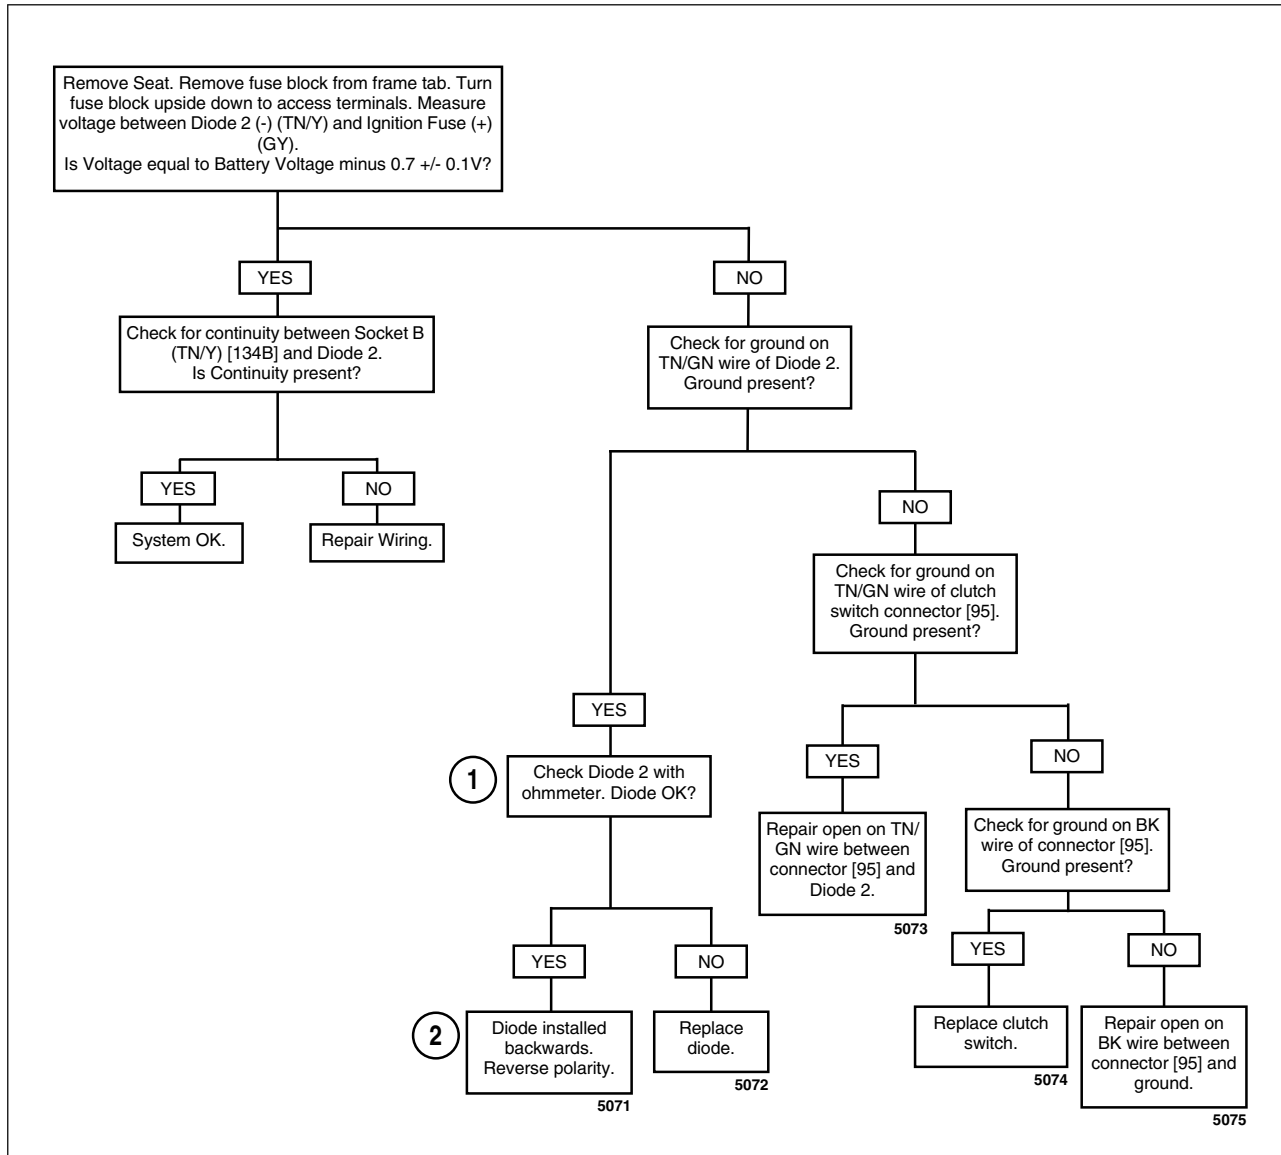 Remove Seat. Remove fuse block from frame tab. Turn
fuse block upside down to access terminals. Measure
voltage between Diode 2 (-) (TN/Y) and Ignition Fuse (+)
(GY).
Is Voltage equal to Battery Voltage minus 0.7 +/- 0.1V?
YES
NO
Check for continuity between Socket B
(TN/Y) [134B] and Diode 2.
Is Continuity present?
Check for ground on
TN/GN wire of Diode 2.
Ground present?
YES
NO
System OK.
Repair Wiring.
NO
Check for ground on
TN/GN wire of clutch
switch connector [95].
Ground present?
YES
1
Check Diode 2 with
ohmmeter. Diode OK?
YES
NO
Repair open on TN/
GN wire between
connector [95] and
Diode 2.
5073
Check for ground on BK
wire of connector [95].
Ground present?
YES
NO
YES
NO
2
Diode installed
backwards.
Reverse polarity.
5071
Replace
diode.
5072
Replace clutch
switch.
5074
Repair open on
BK wire between
connector [95] and
ground.
5075